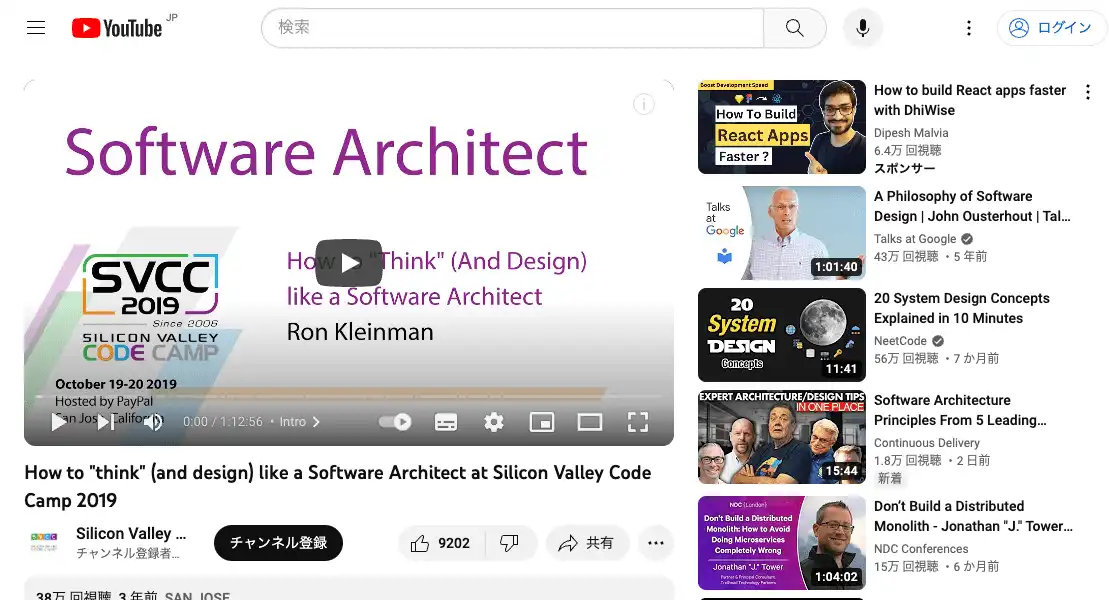 YouTube JP
検索
ログイン
Software Architect
SVCC
2019
Since 2006
SILICON VALLEY
CODE CAMP
How to "Think" (And Design)
like a Software Architect
Ron Kleinman
October 19-20 2019
Hosted by PayPal
San Jose, California
0:00 / 1:12:56 • Intro
How to "think" (and design) like a Software Architect at Silicon Valley Code
Camp 2019
Silicon Valley ...
チャンネル登録者...
チャンネル登録
9202
共有
38万 回視聴 3 年前 SAN JOSE
Boost Development Speed
How To Build
React Apps
Faster ?
How to build React apps faster
with DhiWise
Dipesh Malvia
6.4万 回視聴
スポンサー
Talks
at
Google
1:01:40
A Philosophy of Software
Design | John Ousterhout | Tal...
Talks at Google
43万 回視聴 • 5 年前
20
System
DESIGN
Concepts
11:41
20 System Design Concepts
Explained in 10 Minutes
NeetCode
56万 回視聴 • 7 か月前
EXPERT ARCHITECTURE/DESIGN TIPS
IN ONE PLACE
15:44
Software Architecture
Principles From 5 Leading...
Continuous Delivery
1.8万 回視聴 • 2 日前
新着
NDC { London }
Don't Build a Distributed
Monolith: How to Avoid
Doing Microservices
Completely Wrong
Jonathan "J." Tower
Partner & Principal Consultant,
Trailhead Technology Partners
1:04:02
Don't Build a Distributed
Monolith - Jonathan "J." Tower...
NDC Conferences
15万 回視聴 • 6 か月前